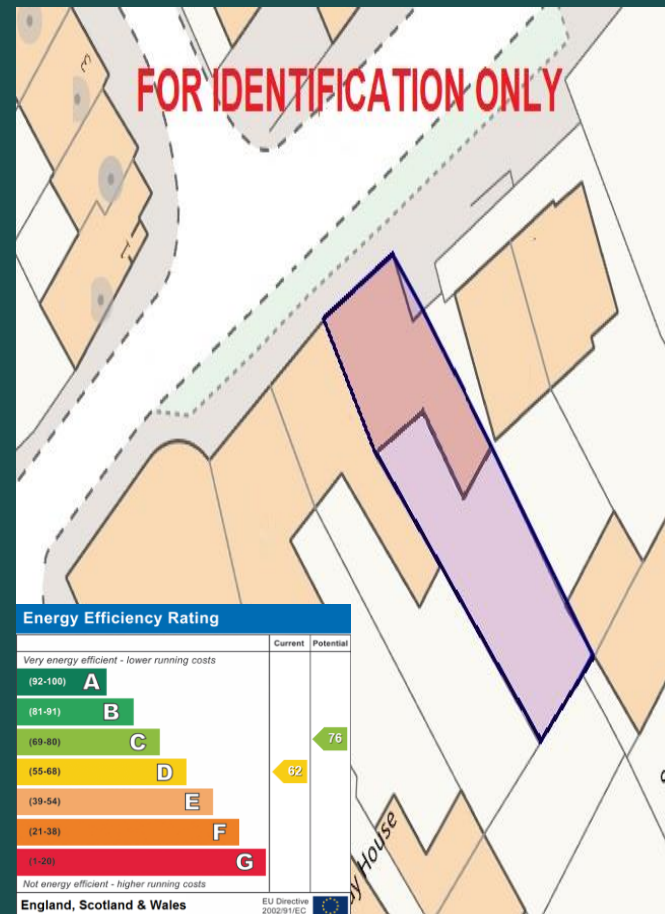 3
FOR IDENTIFICATION ONLY
1
Energy Efficiency Rating
Current Potential
Very energy efficient - lower running costs
(92-100) A
(81-91) B
(69-80) C 76
(55-68) D 62
(39-54) E
(21-38) F
(1-20) G
Not energy efficient - higher running costs
England, Scotland & Wales
EU Directive
2002/91/EC
House